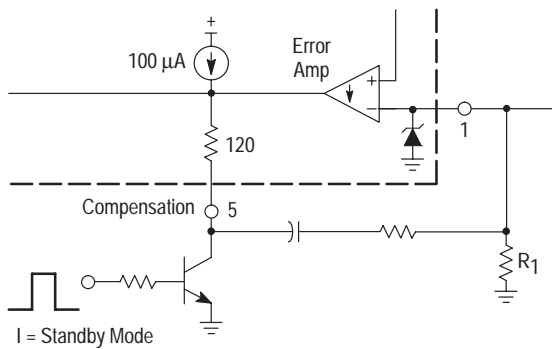 +
100 μA
Error
Amp
+
−
1
120
Compensation
5
R1
I = Standby Mode